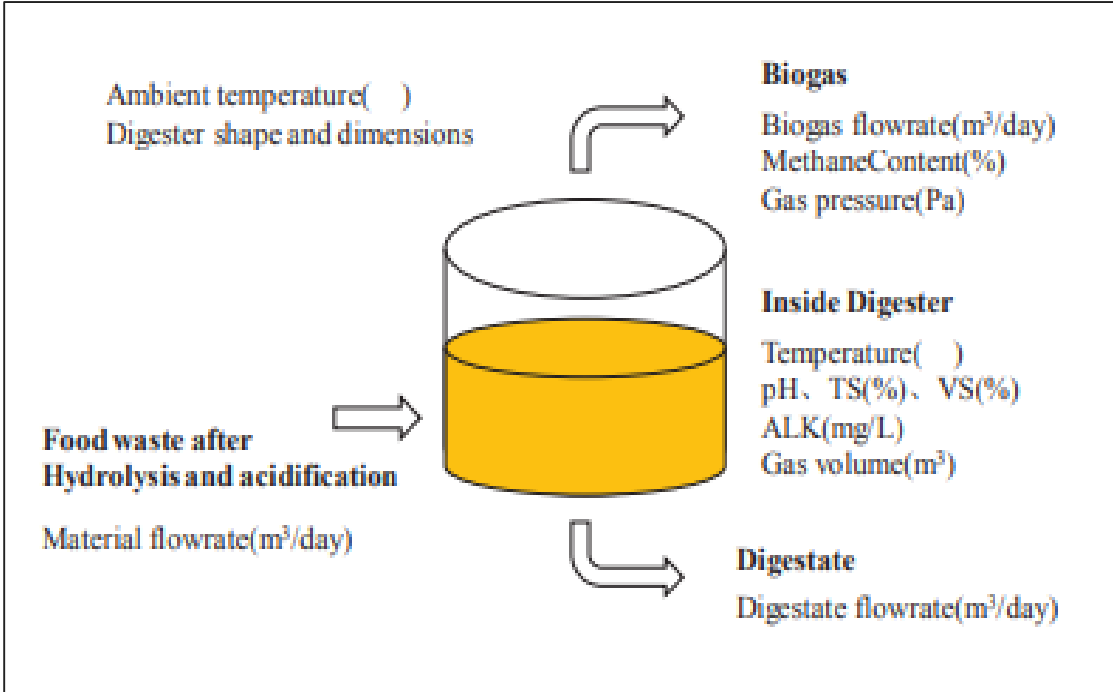 Ambient temperature(    )
Digester shape and dimensions
Biogas
Biogas flowrate(m³/day)
MethaneContent(%)
Gas pressure(Pa)
Inside Digester
Temperature(    )
pH、TS(%)、VS(%)
ALK(mg/L)
Gas volume(m³)
Food waste after
Hydrolysis and acidification
Material flowrate(m³/day)
Digestate
Digestate flowrate(m³/day)